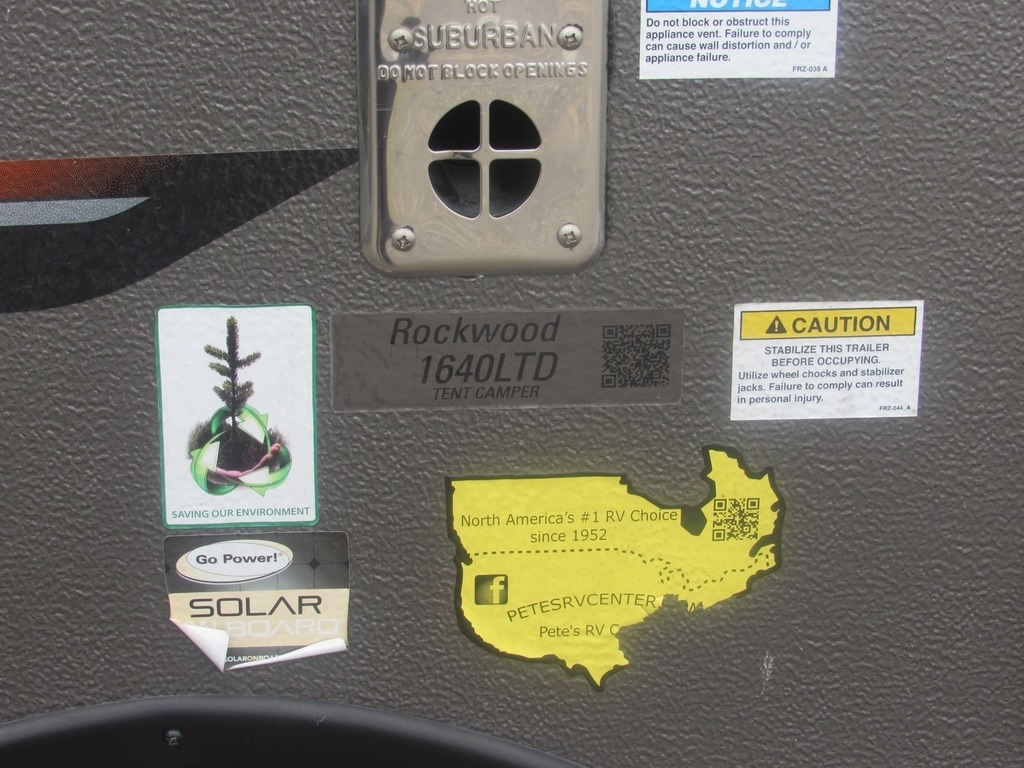 HOT
SUBURBAN
DO NOT BLOCK OPENINGS
NOTICE
Do not block or obstruct this
appliance vent. Failure to comply
can cause wall distortion and / or
appliance failure.
FRZ-038 A
Rockwood
1640LTD
TENT CAMPER
CAUTION
STABILIZE THIS TRAILER
BEFORE OCCUPYING.
Utilize wheel chocks and stabilizer
jacks. Failure to comply can result
in personal injury.
FRZ-044_A
SAVING OUR ENVIRONMENT
Go Power!
SOLAR
BOARD
North America's #1 RV Choice
since 1952
f
PETESRVCENTER
Pete's RV C